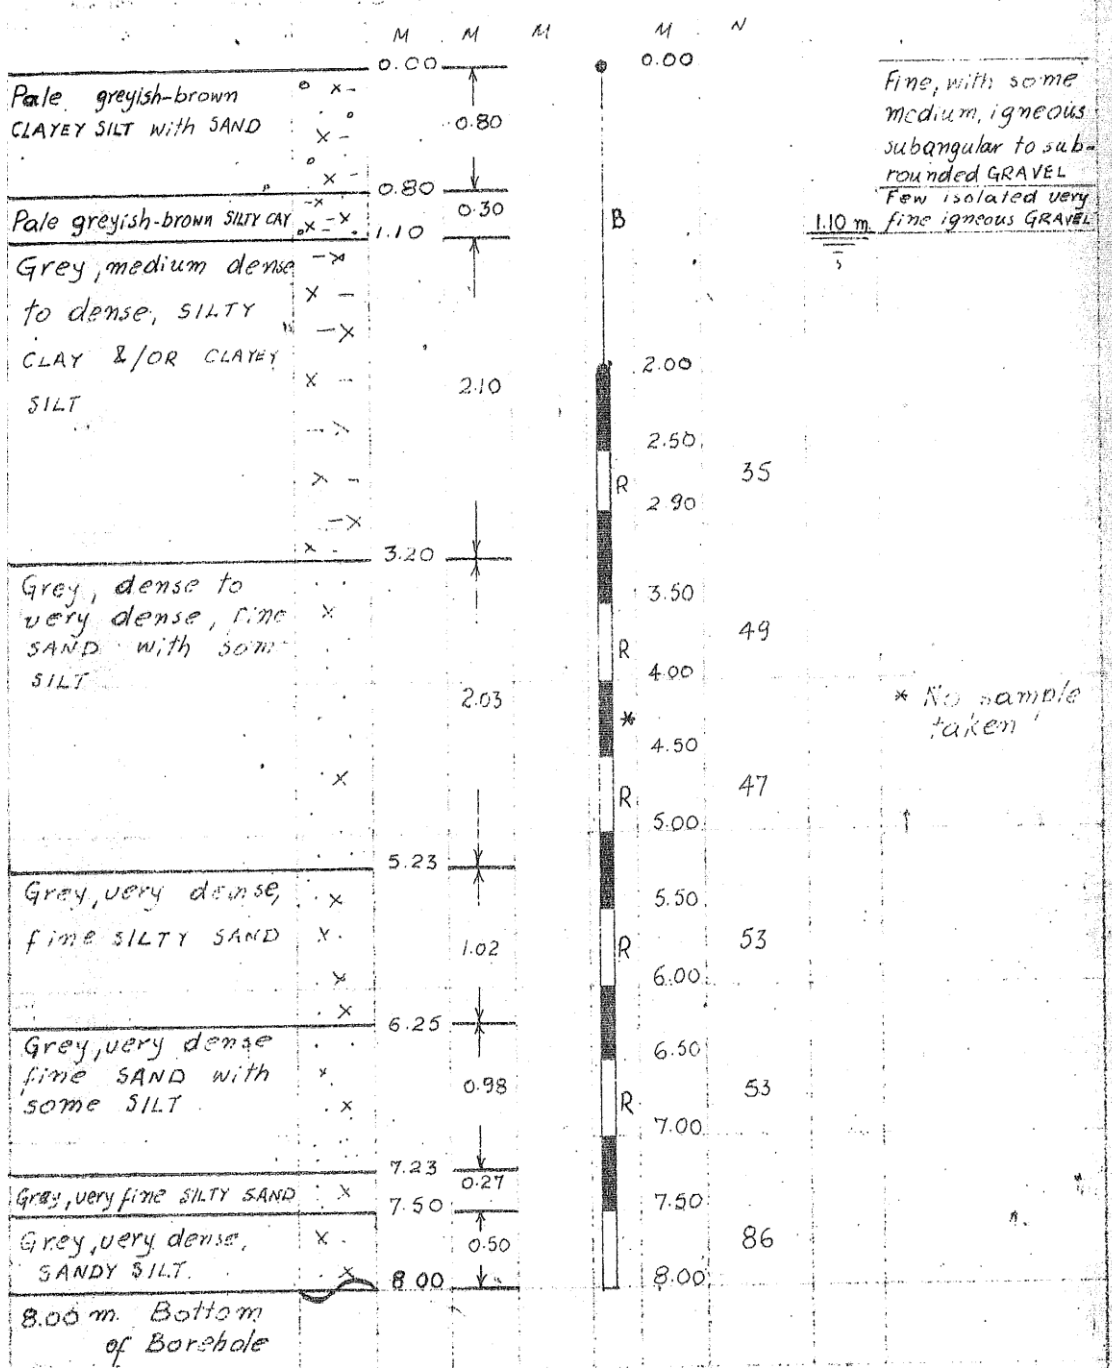 M M M M N
0.00 0.00
Pale greyish-brown
CLAYEY SILT with SAND
0.80
Fine, with some
medium, igneous
subangular to sub-
rounded GRAVEL
0.80
Pale greyish-brown SILTY CAY
0.30
B
1.10 m.
Few isolated very
fine igneous GRAVEL
1.10
Grey, medium dense
to dense, SILTY
CLAY &/OR CLAYEY
SILT
2.10
2.00
2.50
R 35
2.90
3.20
Grey, dense to
very dense, fine
SAND with some
SILT
2.03
3.50
R 49
4.00
*
* No sample
taken
4.50
R 47
5.00
5.23
Grey, very dense,
fine SILTY SAND
1.02
5.50
R 53
6.00
6.25
Grey, very dense
fine SAND with
some SILT
0.98
6.50
R 53
7.00
7.23
Grey, very fine SILTY SAND
0.27
7.50 7.50
Grey, very dense,
SANDY SILT.
0.50
86
8.00 8.00
8.00 m. Bottom
of Borehole